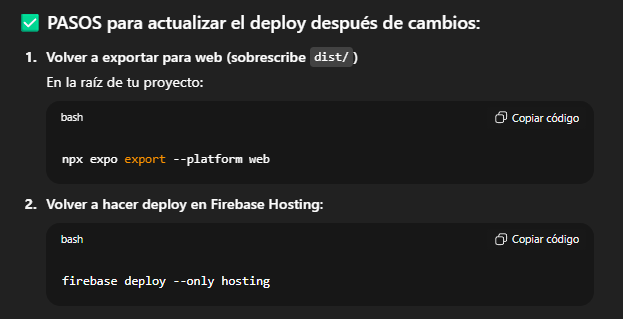 ✅ PASOS para actualizar el deploy después de cambios:
1. Volver a exportar para web (sobrescribe dist/)
En la raíz de tu proyecto:
bash
Copiar código
npx expo export --platform web
2. Volver a hacer deploy en Firebase Hosting:
bash
Copiar código
firebase deploy --only hosting